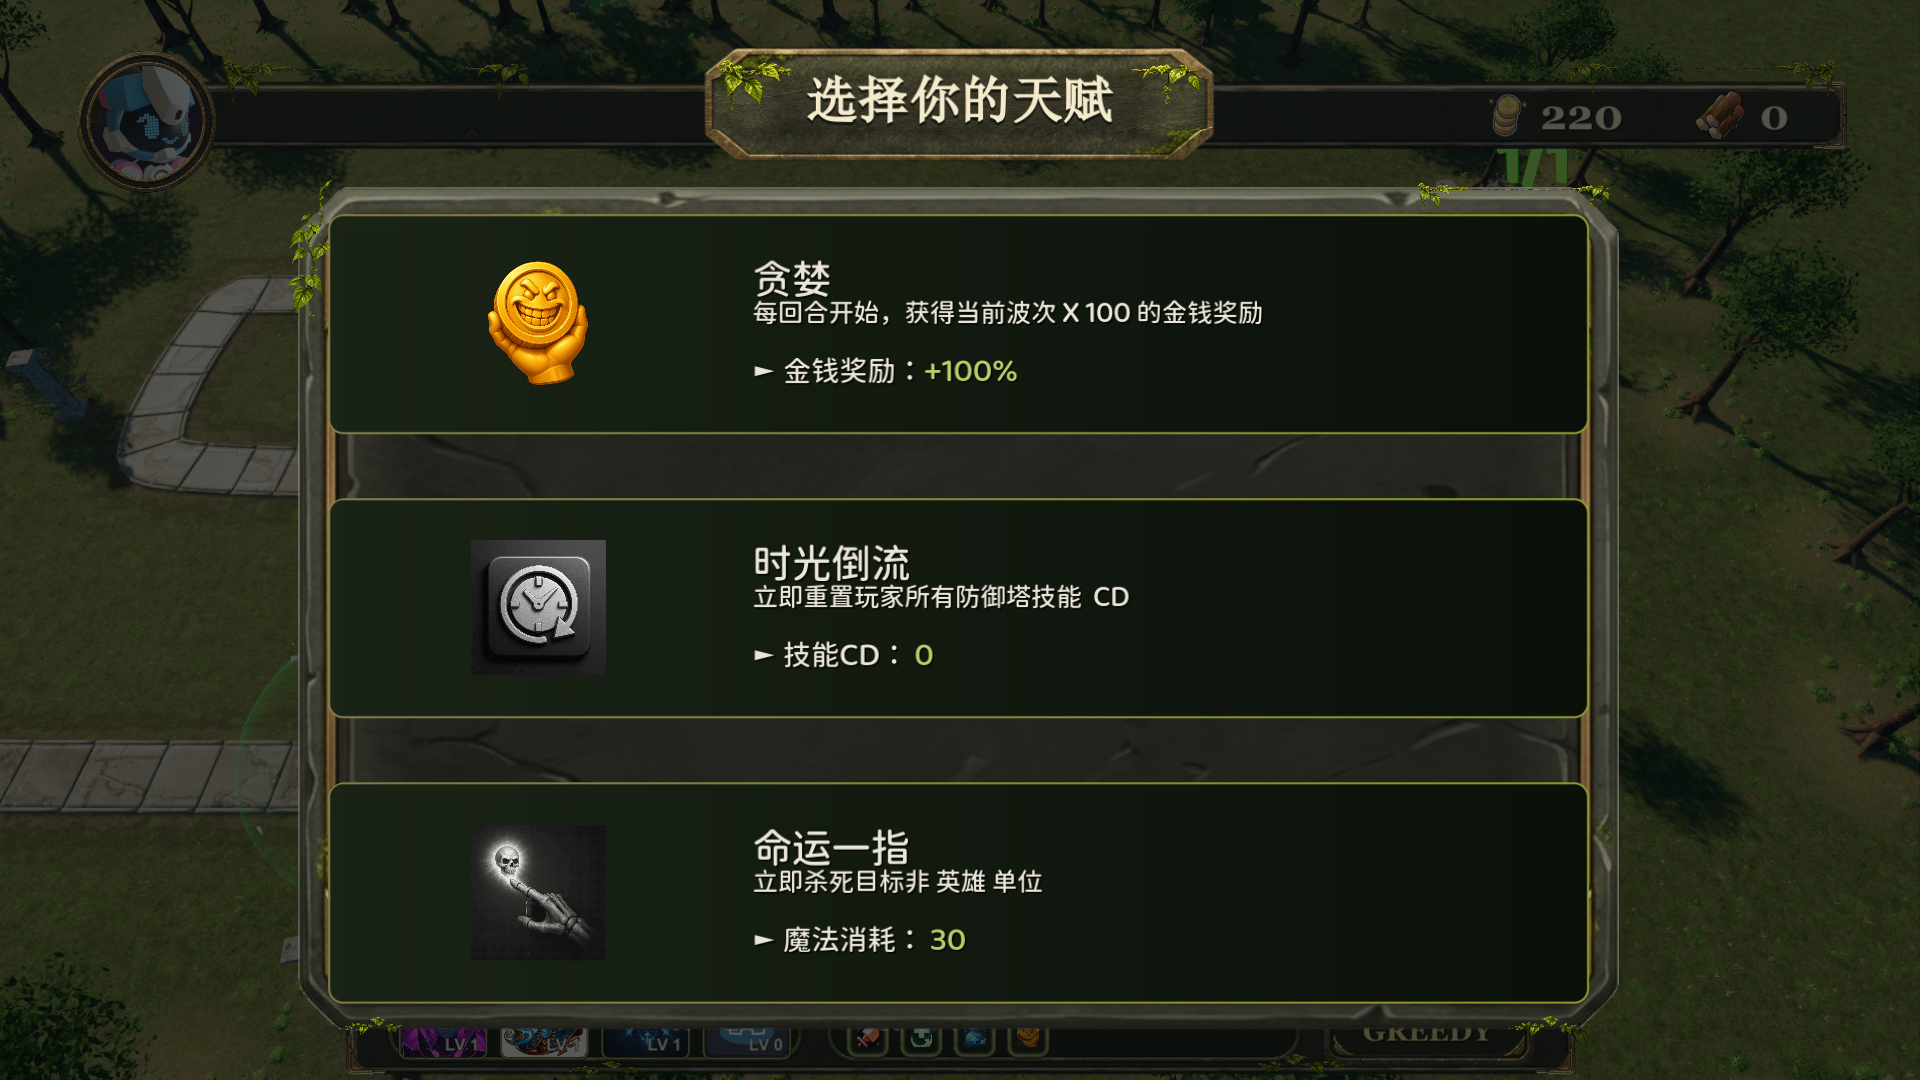 选择你的天赋
220
0
1/1
贪婪
每回合开始，获得当前波次 X 100 的金钱奖励
► 金钱奖励：+100%
时光倒流
立即重置玩家所有防御塔技能 CD
► 技能CD： 0
命运一指
立即杀死目标非 英雄 单位
► 魔法消耗： 30
LV 1
LV
LV 1
LV 0
GREEDY